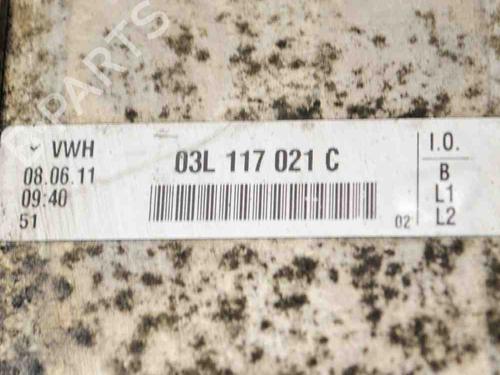 VWH
08.06.11
09:40
51
03L 117 021 C
02
I.O.
B
L1
L2
PARTS